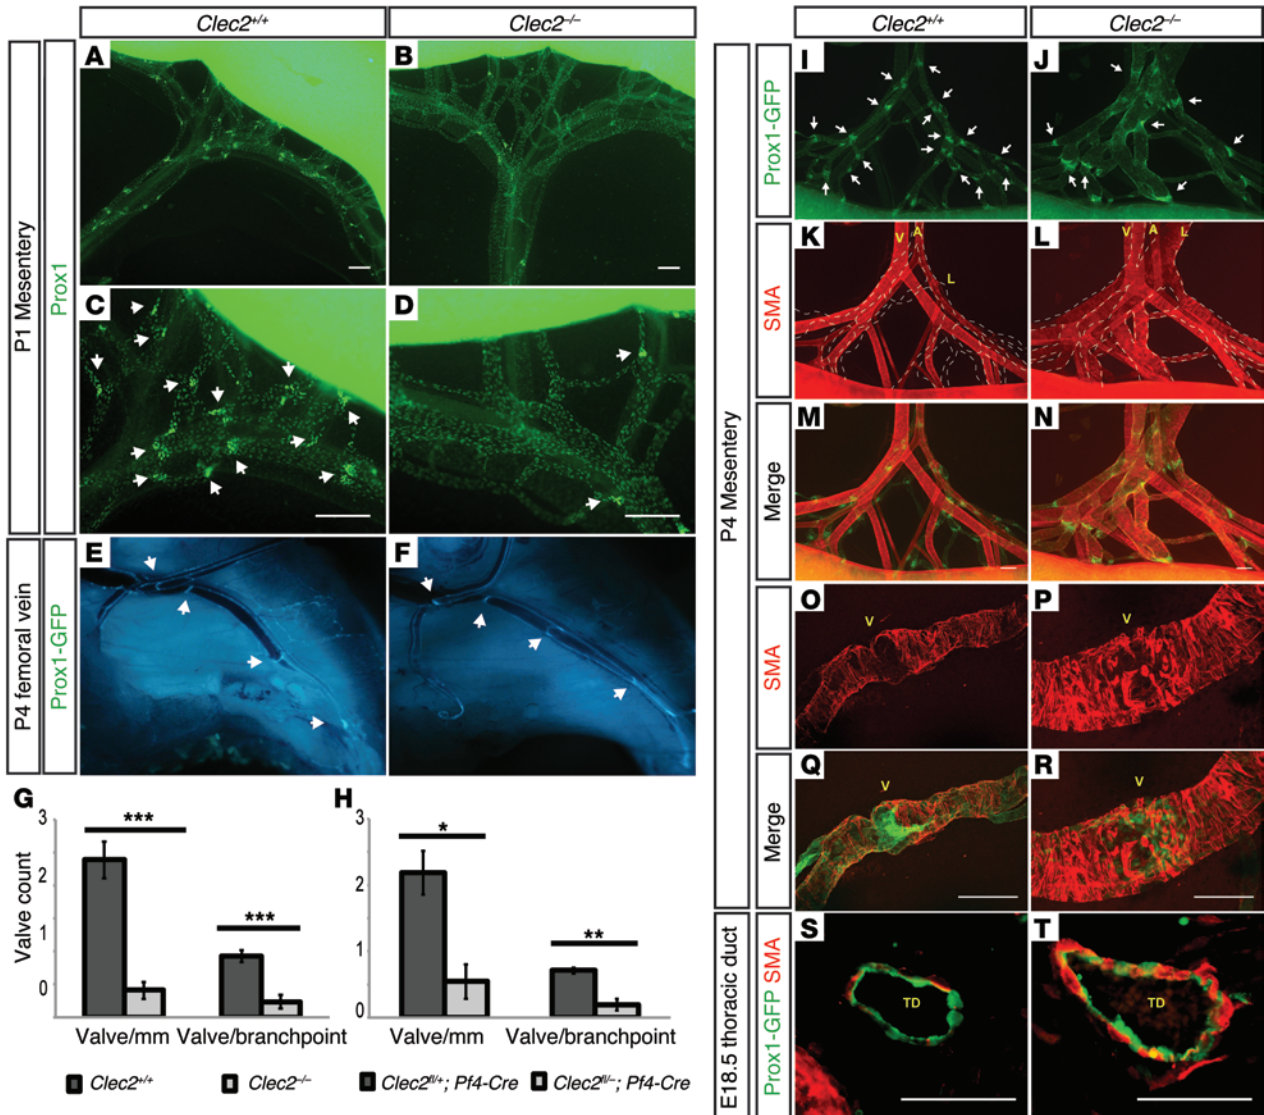 Clec2+/+
Clec2−/−
P1 Mesentery
Prox1
A
B
C
D
P4 femoral vein
Prox1-GFP
E
F
G
H
Valve count
3
2
1
0
***
***
Valve/mm
Valve/branchpoint
Clec2+/+
Clec2−/−
3
2
1
0
*
**
Valve/mm
Valve/branchpoint
Clec2fl/+; Pf4-Cre
Clec2fl/−; Pf4-Cre
Clec2+/+
Clec2−/−
P4 Mesentery
Prox1-GFP
I
J
SMA
K
V
A
L
L
V
A
L
Merge
M
N
SMA
O
V
P
V
Merge
Q
V
R
V
E18.5 thoracic duct
Prox1-GFP SMA
S
TD
T
TD